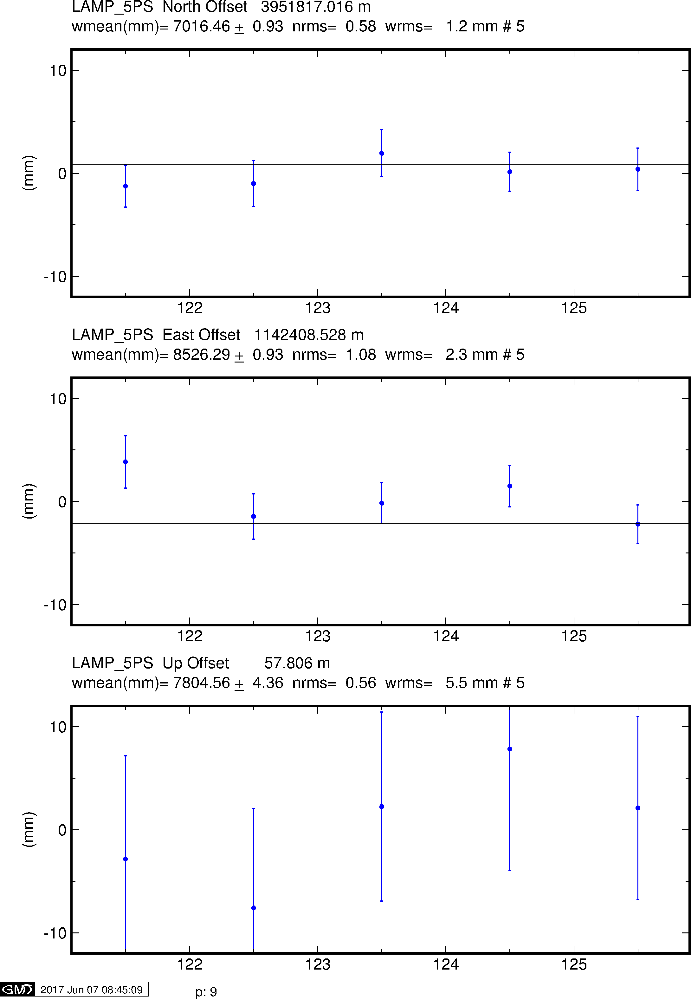 LAMP_5PS North Offset 3951817.016 m
wmean(mm)= 7016.46 ± 0.93 nrms= 0.58 wrms= 1.2 mm # 5
10
0
-10
(mm)
122 123 124 125
LAMP_5PS East Offset 1142408.528 m
wmean(mm)= 8526.29 ± 0.93 nrms= 1.08 wrms= 2.3 mm # 5
10
0
-10
(mm)
122 123 124 125
LAMP_5PS Up Offset 57.806 m
wmean(mm)= 7804.56 ± 4.36 nrms= 0.56 wrms= 5.5 mm # 5
10
0
-10
(mm)
122 123 124 125
GMT 2017 Jun 07 08:45:09 p: 9